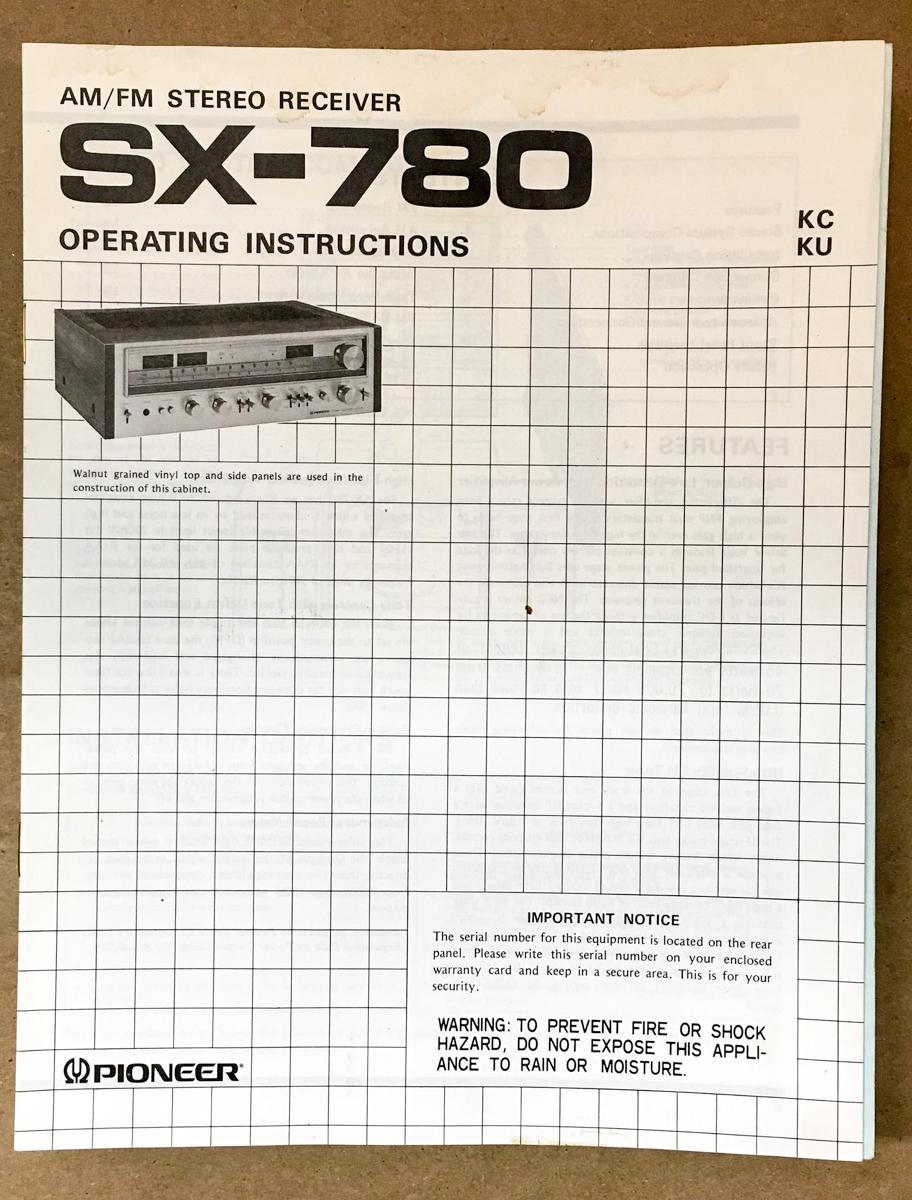 AM/FM STEREO RECEIVER
SX-780
OPERATING INSTRUCTIONS
KC
KU
Walnut grained vinyl top and side panels are used in the
construction of this cabinet.
IMPORTANT NOTICE
The serial number for this equipment is located on the rear
panel. Please write this serial number on your enclosed
warranty card and keep in a secure area. This is for your
security.
WARNING: TO PREVENT FIRE OR SHOCK
HAZARD, DO NOT EXPOSE THIS APPLI-
ANCE TO RAIN OR MOISTURE.
PIONEER®